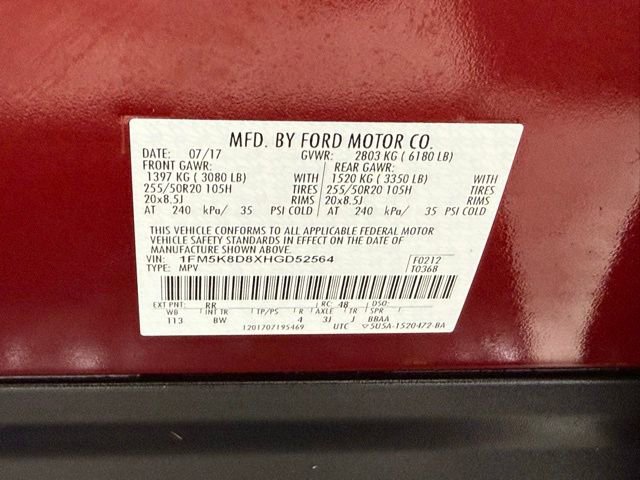 MFD. BY FORD MOTOR CO.
DATE: 07/17 GVWR: 2803 KG ( 6180 LB)
FRONT GAWR: REAR GAWR:
1397 KG ( 3080 LB) WITH 1520 KG ( 3350 LB) WITH
255/50R20 105H TIRES 255/50R20 105H TIRES
20x8.5J RIMS 20x8.5J RIMS
AT 240 kPa/ 35 PSI COLD AT 240 kPa/ 35 PSI COLD
THIS VEHICLE CONFORMS TO ALL APPLICABLE FEDERAL MOTOR
VEHICLE SAFETY STANDARDS IN EFFECT ON THE DATE OF
MANUFACTURE SHOWN ABOVE.
VIN: 1FM5K8D8XHGD52564 F0212
TYPE: MPV T0368
EXT PNT: RR RC: 48 DSO:
WB INT TR TP/PS R AXLE TR SPR
113 BW 4 3J J BBAA
1201707195469 UTC 5U5A-1520472-BA